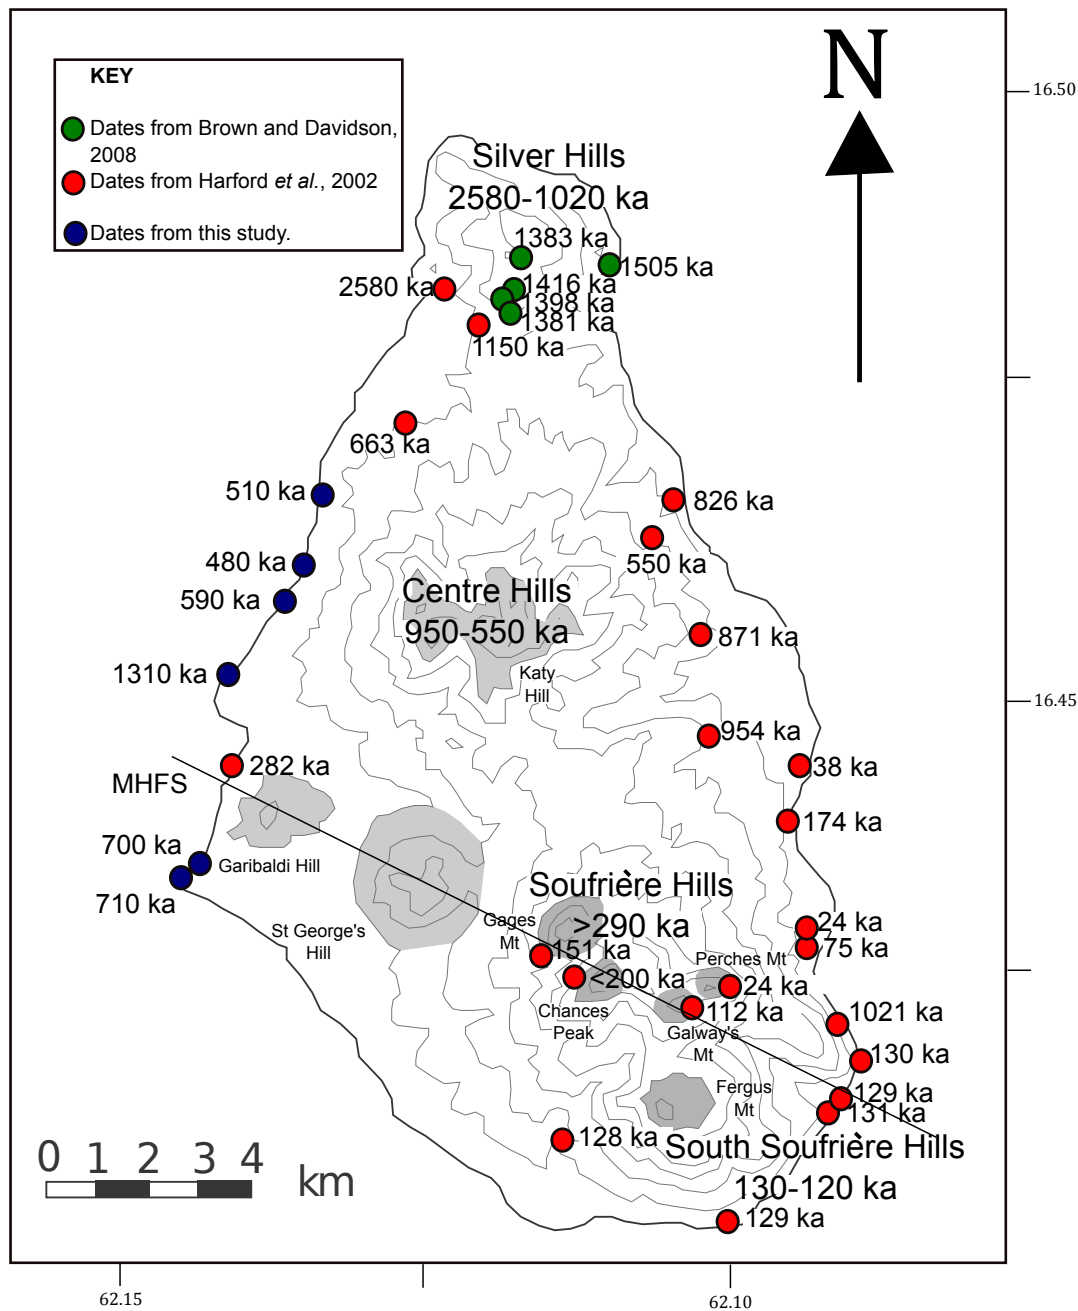 N
16.50
KEY
Dates from Brown and Davidson,
2008
Dates from Harford et al., 2002
Dates from this study.
Silver Hills
2580-1020 ka
1383 ka
1505 ka
2580 ka
1416 ka
1398 ka
1381 ka
1150 ka
663 ka
510 ka
826 ka
480 ka
550 ka
590 ka
Centre Hills
950-550 ka
871 ka
1310 ka
Katy
Hill
16.45
954 ka
282 ka
38 ka
MHFS
174 ka
700 ka
Garibaldi Hill
710 ka
Soufrière Hills
>290 ka
St George's
Hill
Gages
Mt
24 ka
75 ka
151 ka
Perches Mt
<200 ka
24 ka
Chances
Peak
112 ka
1021 ka
Galway's
Mt
130 ka
Fergus
Mt
129 ka
131 ka
128 ka
South Soufrière Hills
130-120 ka
129 ka
0 1 2 3 4
km
62.15
62.10